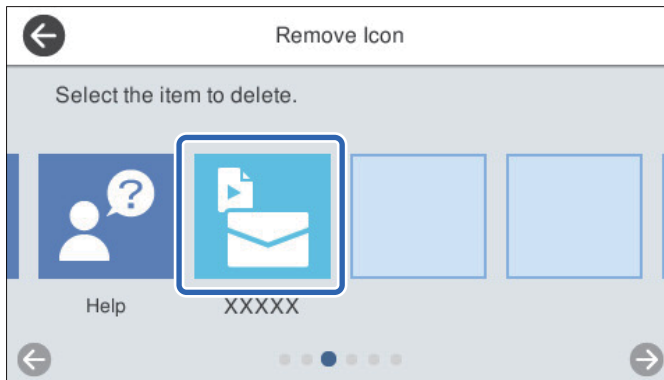 Remove Icon
Select the item to delete.
?
Help
XXXXX